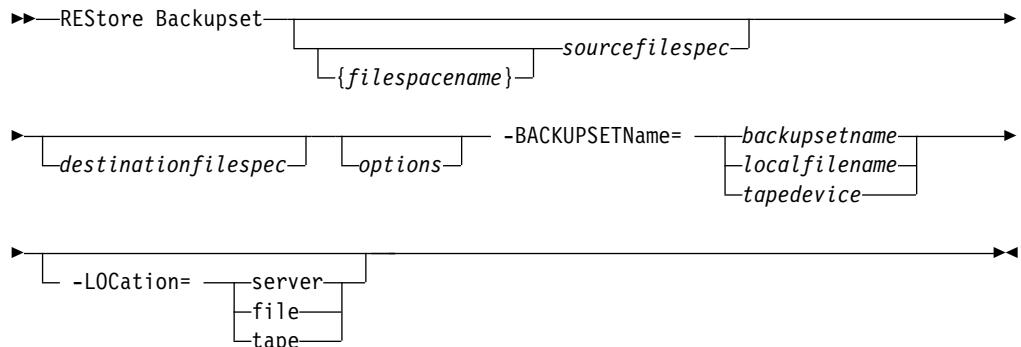 REStore Backupset
sourcefilespec
{filespacename}
-BACKUPSETName= backupsetname
destinationfilespec options localfilename
tapedevice
-LOCation= server
file
tape